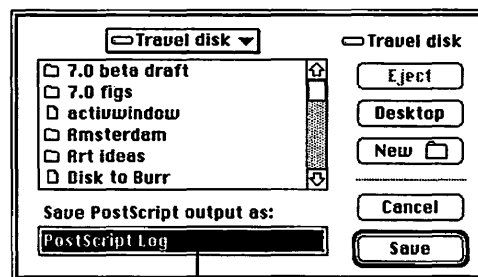 Travel disk
Travel disk
7.0 beta draft
7.0 figs
activwindow
Amsterdam
Art ideas
Disk to Burr
Eject
Desktop
New
Save PostScript output as:
PostScript Log
Cancel
Save